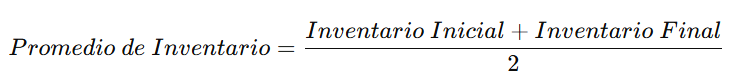 Promedio de Inventario = (Inventario Inicial + Inventario Final) / 2